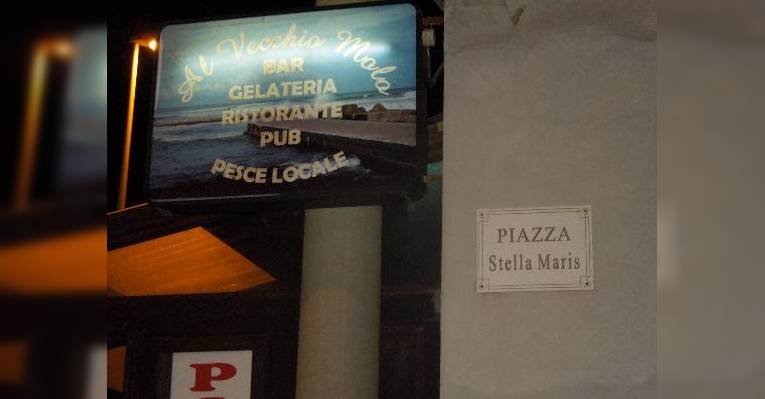 Al Vecchio Molo
BAR
GELATERIA
RISTORANTE
PUB
PESCE LOCALE
PIAZZA
Stella Maris
P